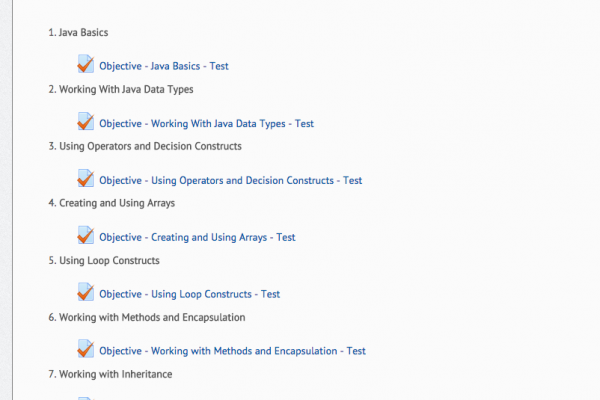 1. Java Basics
Objective - Java Basics - Test
2. Working With Java Data Types
Objective - Working With Java Data Types - Test
3. Using Operators and Decision Constructs
Objective - Using Operators and Decision Constructs - Test
4. Creating and Using Arrays
Objective - Creating and Using Arrays - Test
5. Using Loop Constructs
Objective - Using Loop Constructs - Test
6. Working with Methods and Encapsulation
Objective - Working with Methods and Encapsulation - Test
7. Working with Inheritance